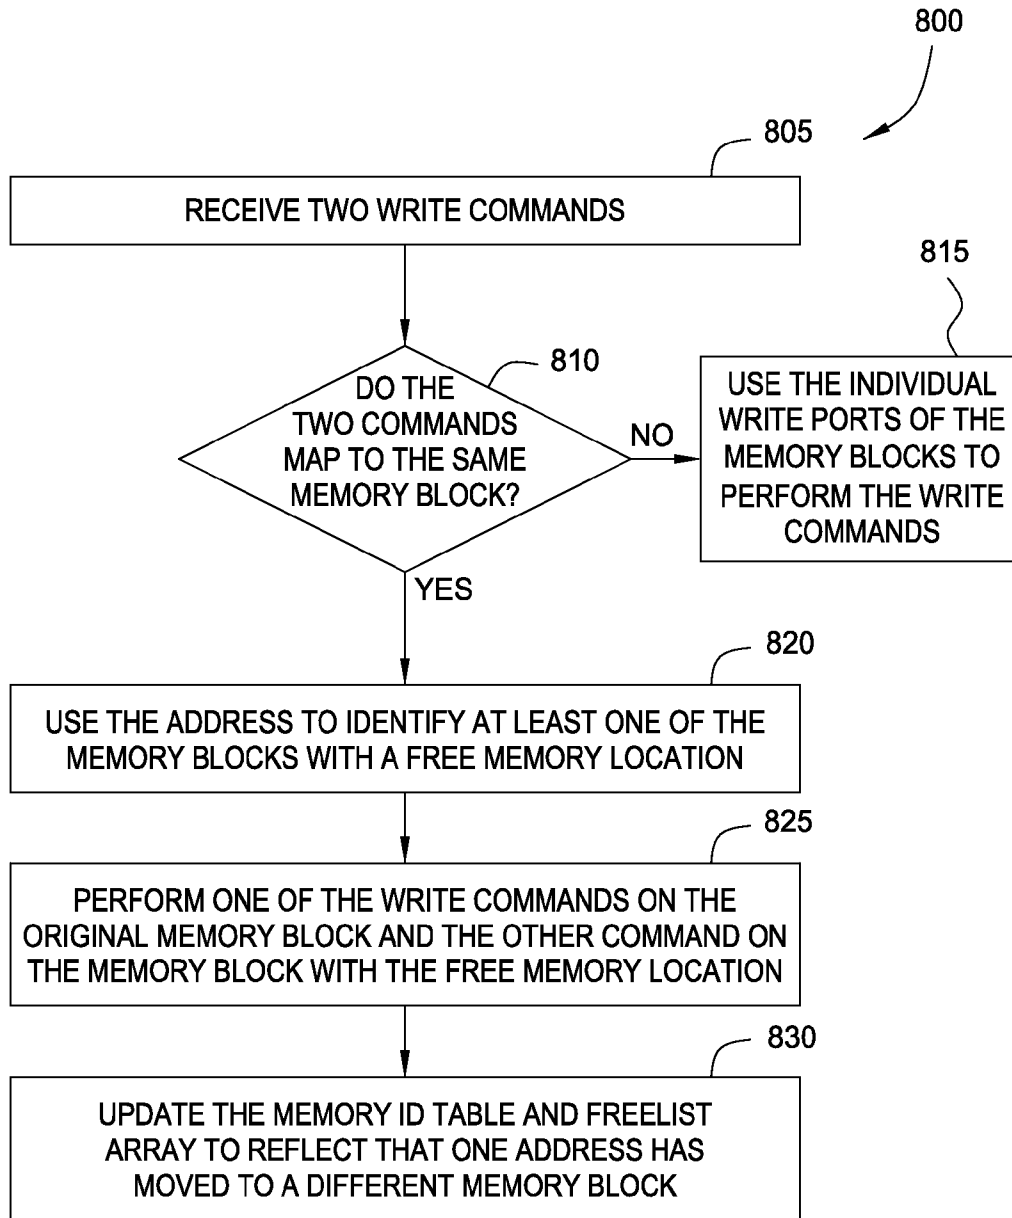 800
805
RECEIVE TWO WRITE COMMANDS
810
DO THE
TWO COMMANDS
MAP TO THE SAME
MEMORY BLOCK?
NO
815
USE THE INDIVIDUAL
WRITE PORTS OF THE
MEMORY BLOCKS TO
PERFORM THE WRITE
COMMANDS
YES
820
USE THE ADDRESS TO IDENTIFY AT LEAST ONE OF THE
MEMORY BLOCKS WITH A FREE MEMORY LOCATION
825
PERFORM ONE OF THE WRITE COMMANDS ON THE
ORIGINAL MEMORY BLOCK AND THE OTHER COMMAND ON
THE MEMORY BLOCK WITH THE FREE MEMORY LOCATION
830
UPDATE THE MEMORY ID TABLE AND FREELIST
ARRAY TO REFLECT THAT ONE ADDRESS HAS
MOVED TO A DIFFERENT MEMORY BLOCK